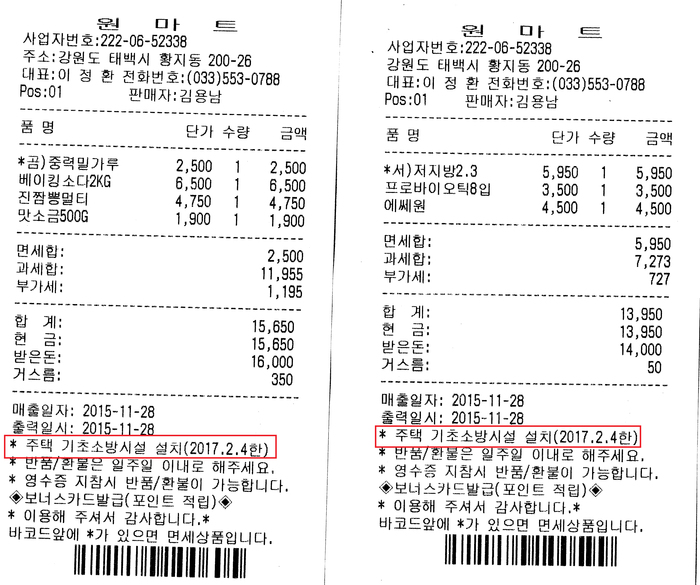 원 마 트
사업자번호:222-06-52338
주소:강원도 태백시 황지동 200-26
대표:이 정 환 전화번호:(033)553-0788
Pos:01 판매자:김용남
품 명 단가 수량 금액
*곰)중력밀가루 2,500 1 2,500
베이킹소다2KG 6,500 1 6,500
진짬뽕멀티 4,750 1 4,750
맛소금500G 1,900 1 1,900
면세합: 2,500
과세합: 11,955
부가세: 1,195
합 계: 15,650
현 금: 15,650
받은돈: 16,000
거스름: 350
매출일자: 2015-11-28
출력일시: 2015-11-28
* 주택 기초소방시설 설치(2017.2.4한)
* 반품/환불은 일주일 이내로 해주세요.
* 영수증 지참시 반품/환불이 가능합니다.
◈보너스카드발급(포인트 적립)◈
* 이용해 주셔서 감사합니다.*
바코드앞에 *가 있으면 면세상품입니다.
원 마 트
사업자번호:222-06-52338
강원도 태백시 황지동 200-26
대표:이 정 환 전화번호:(033)553-0788
Pos:01 판매자:김용남
품 명 단가 수량 금액
*서)저지방2.3 5,950 1 5,950
프로바이오틱8입 3,500 1 3,500
에쎄원 4,500 1 4,500
면세합: 5,950
과세합: 7,273
부가세: 727
합 계: 13,950
현 금: 13,950
받은돈: 14,000
거스름: 50
매출일자: 2015-11-28
출력일시: 2015-11-28
* 주택 기초소방시설 설치(2017.2.4한)
* 반품/환불은 일주일 이내로 해주세요.
* 영수증 지참시 반품/환불이 가능합니다.
◈보너스카드발급(포인트 적립)◈
* 이용해 주셔서 감사합니다.*
바코드앞에 *가 있으면 면세상품입니다.